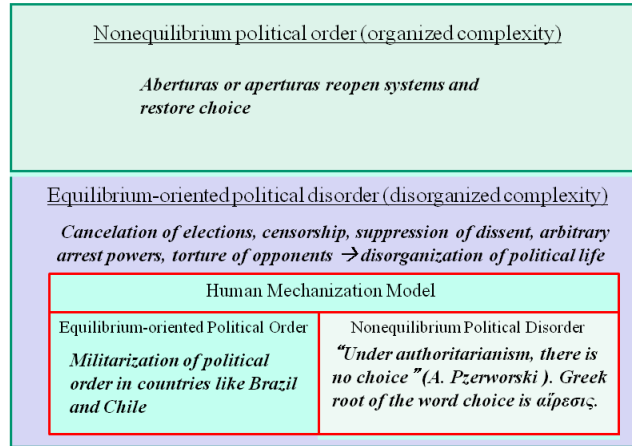 Nonequilibrium political order (organized complexity)
Aberturas or aperturas reopen systems and
restore choice
Equilibrium-oriented political disorder (disorganized complexity)
Cancelation of elections, censorship, suppression of dissent, arbitrary
arrest powers, torture of opponents →disorganization of political life
Human Mechanization Model
Equilibrium-oriented Political Order
Militarization of political
order in countries like Brazil
and Chile
Nonequilibrium Political Disorder
“Under authoritarianism, there is
no choice”(A. Pzerworski ). Greek
root of the word choice is αἵρεσις.